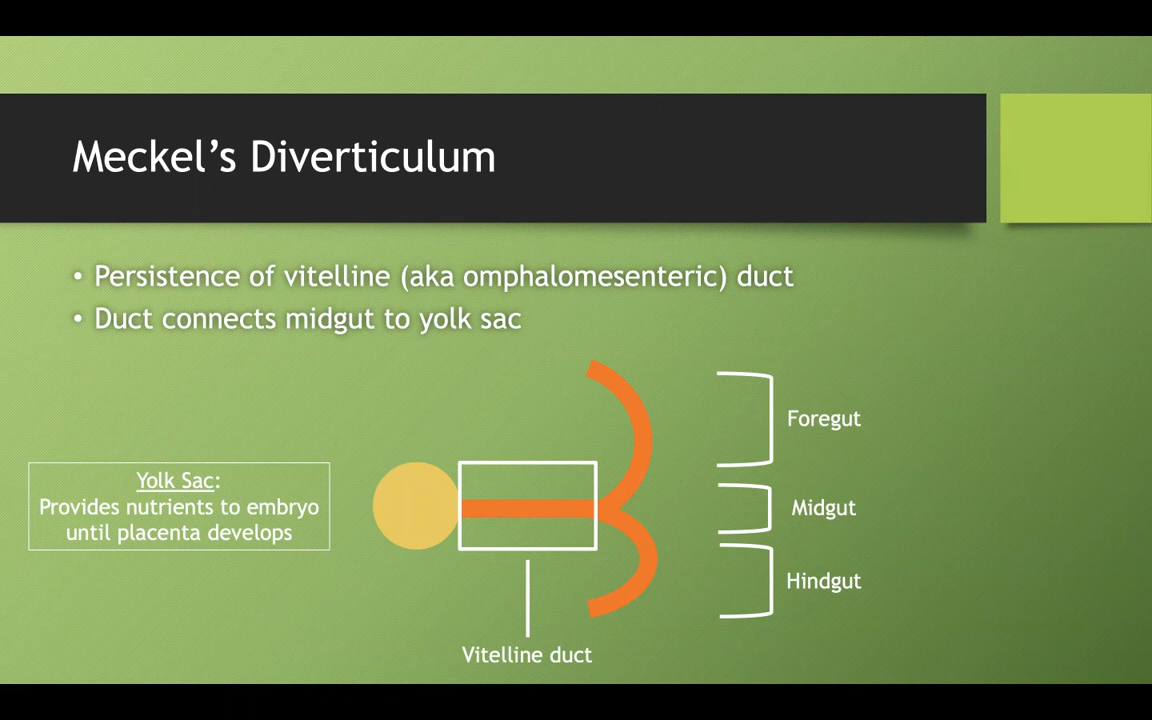 Meckel’s Diverticulum
• Persistence of vitelline (aka omphalomesenteric) duct
• Duct connects midgut to yolk sac
Foregut
Yolk Sac:
Provides nutrients to embryo
until placenta develops
Midgut
Hindgut
Vitelline duct